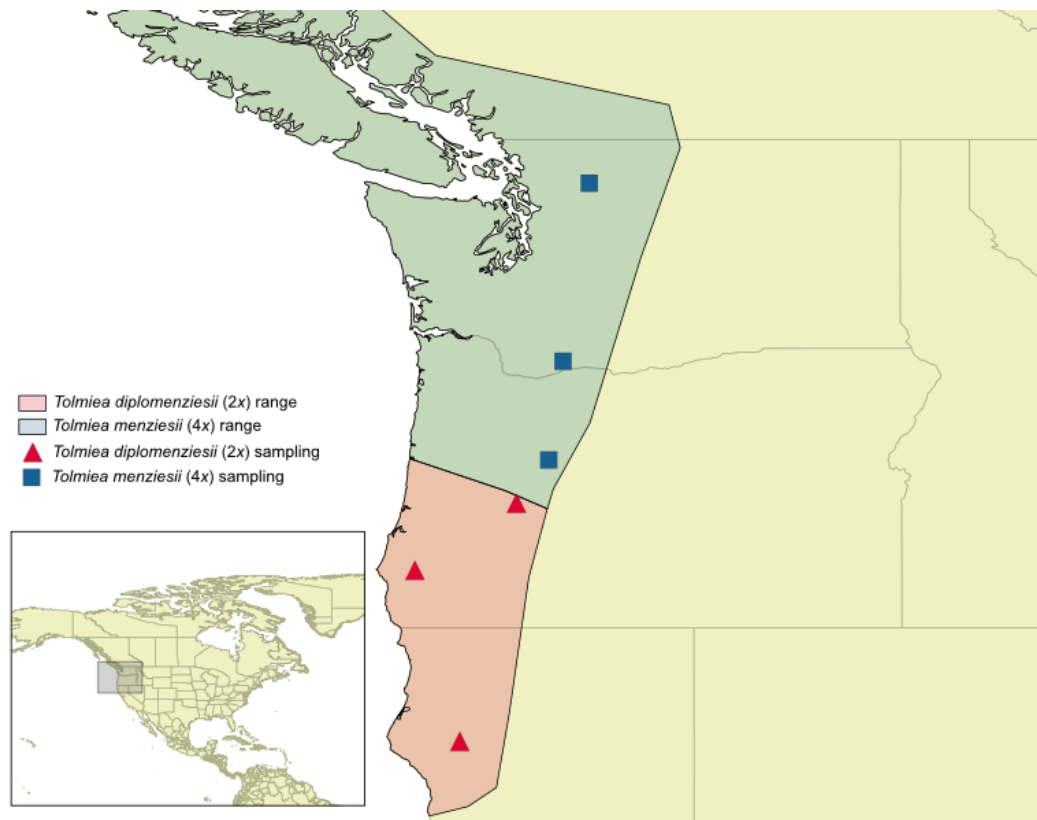 Tolmiea diplomenziesii (2x) range
Tolmiea menziesii (4x) range
Tolmiea diplomenziesii (2x) sampling
Tolmiea menziesii (4x) sampling